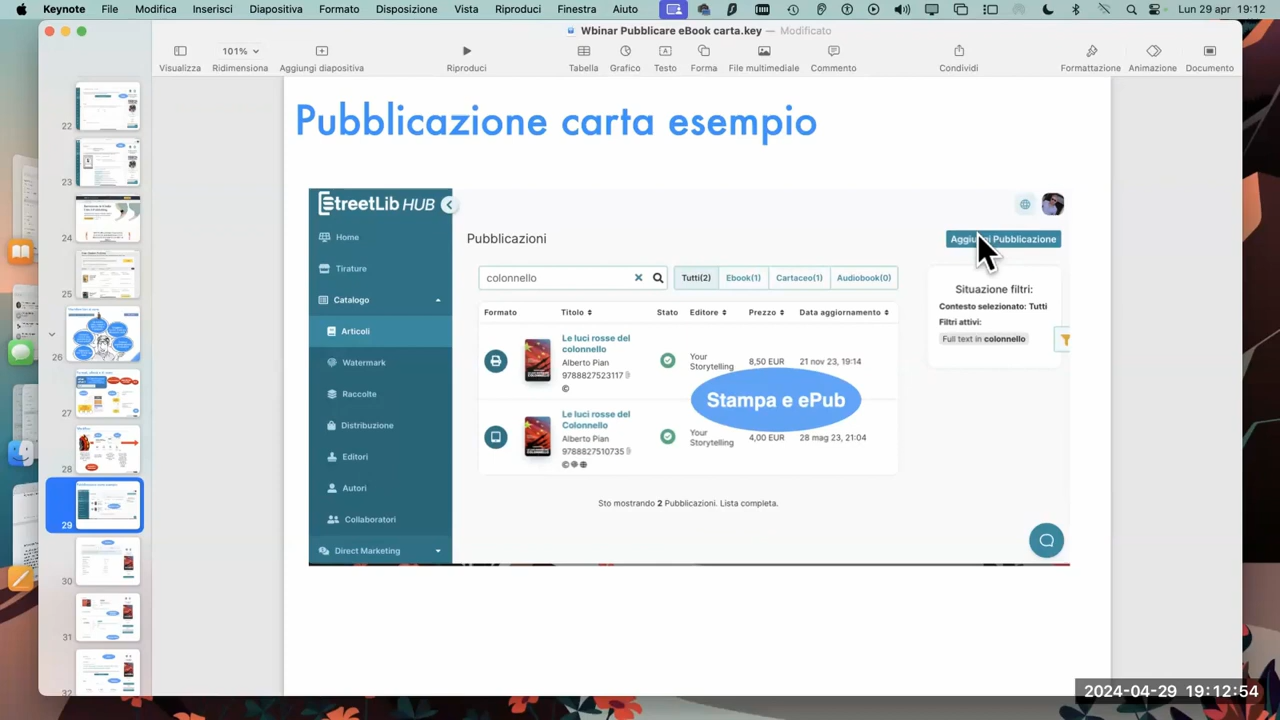 Keynote File Modifica Inserisci Diapositiva Disposizione Vista Riproduci Finestra Aiuto Lun 29 apr 19:12
Wbinar Pubblicare eBook carta.key — Modificato
101%
Visualizza Ridimensiona Aggiungi diapositiva Riproduci Tabella Grafico Testo Forma File multimediale Commento Condividi Formattazione Animazione Documento
22
23
24
25
26
27
28
29
30
31
32
Pubblicazione carta esempio
StreetLib HUB
Home
Tirature
Catalogo
Articoli
Watermark
Raccolte
Distribuzione
Editori
Autori
Collaboratori
Direct Marketing
Pubblicazioni
Pubblicazione
colonnello
Tutti(2) Ebook(1) Cartaceo(1) Audiobook(0)
Formato Titolo Stato Editore Prezzo Data aggiornamento
Le luci rosse del
colonnello
Alberto Pian
9788827523117
©
Your
Storytelling
8,50 EUR
21 nov 23, 19:14
Stampa e ePub
Le luci rosse del
Colonnello
Alberto Pian
9788827510735
©
Your
Storytelling
4,00 EUR
28 mag 23, 21:04
Sto mostrando 2 Pubblicazioni. Lista completa.
Situazione filtri:
Contesto selezionato: Tutti
Filtri attivi:
Full text in colonnello
2024-04-29 19:12:54